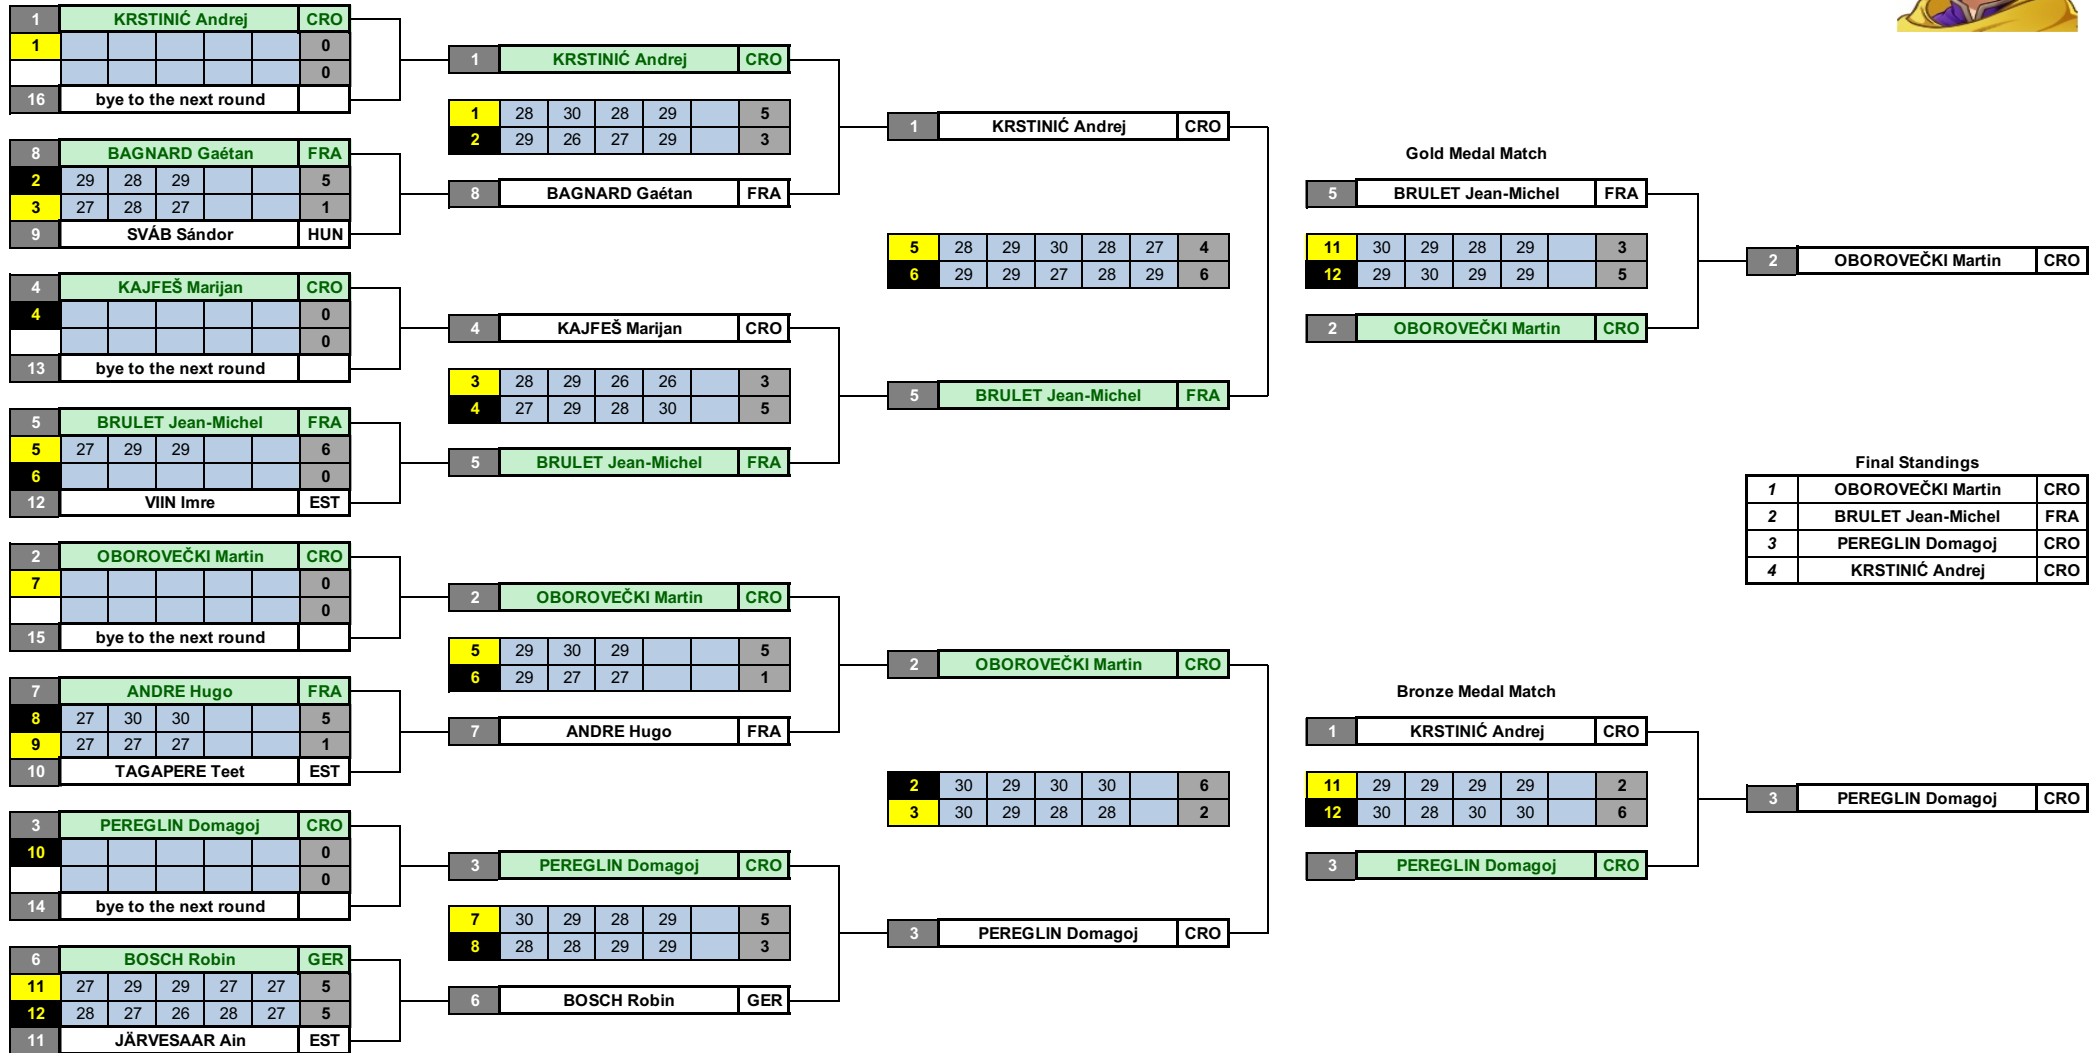 1 KRSTINIĆ Andrej CRO
1 0
0
16 bye to the next round
8 BAGNARD Gaétan FRA
2 29 28 29 5
3 27 28 27 1
9 SVÁB Sándor HUN
4 KAJFEŠ Marijan CRO
4 0
0
13 bye to the next round
5 BRULET Jean-Michel FRA
5 27 29 29 6
6 0
12 VIIN Imre EST
2 OBOROVEČKI Martin CRO
7 0
0
15 bye to the next round
7 ANDRE Hugo FRA
8 27 30 30 5
9 27 27 27 1
10 TAGAPERE Teet EST
3 PEREGLIN Domagoj CRO
10 0
0
14 bye to the next round
6 BOSCH Robin GER
11 27 29 29 27 27 5
12 28 27 26 28 27 5
11 JÄRVESAAR Ain EST
1 KRSTINIĆ Andrej CRO
1 28 30 28 29 5
2 29 26 27 29 3
8 BAGNARD Gaétan FRA
4 KAJFEŠ Marijan CRO
3 28 29 26 26 3
4 27 29 28 30 5
5 BRULET Jean-Michel FRA
2 OBOROVEČKI Martin CRO
5 29 30 29 5
6 29 27 27 1
7 ANDRE Hugo FRA
3 PEREGLIN Domagoj CRO
7 30 29 28 29 5
8 28 28 29 29 3
6 BOSCH Robin GER
1 KRSTINIĆ Andrej CRO
5 28 29 30 28 27 4
6 29 29 27 28 29 6
5 BRULET Jean-Michel FRA
2 OBOROVEČKI Martin CRO
2 30 29 30 30 6
3 30 29 28 28 2
3 PEREGLIN Domagoj CRO
Gold Medal Match
5 BRULET Jean-Michel FRA
11 30 29 28 29 3
12 29 30 29 29 5
2 OBOROVEČKI Martin CRO
Bronze Medal Match
1 KRSTINIĆ Andrej CRO
11 29 29 29 29 2
12 30 28 30 30 6
3 PEREGLIN Domagoj CRO
2 OBOROVEČKI Martin CRO
Final Standings
1 OBOROVEČKI Martin CRO
2 BRULET Jean-Michel FRA
3 PEREGLIN Domagoj CRO
4 KRSTINIĆ Andrej CRO
3 PEREGLIN Domagoj CRO